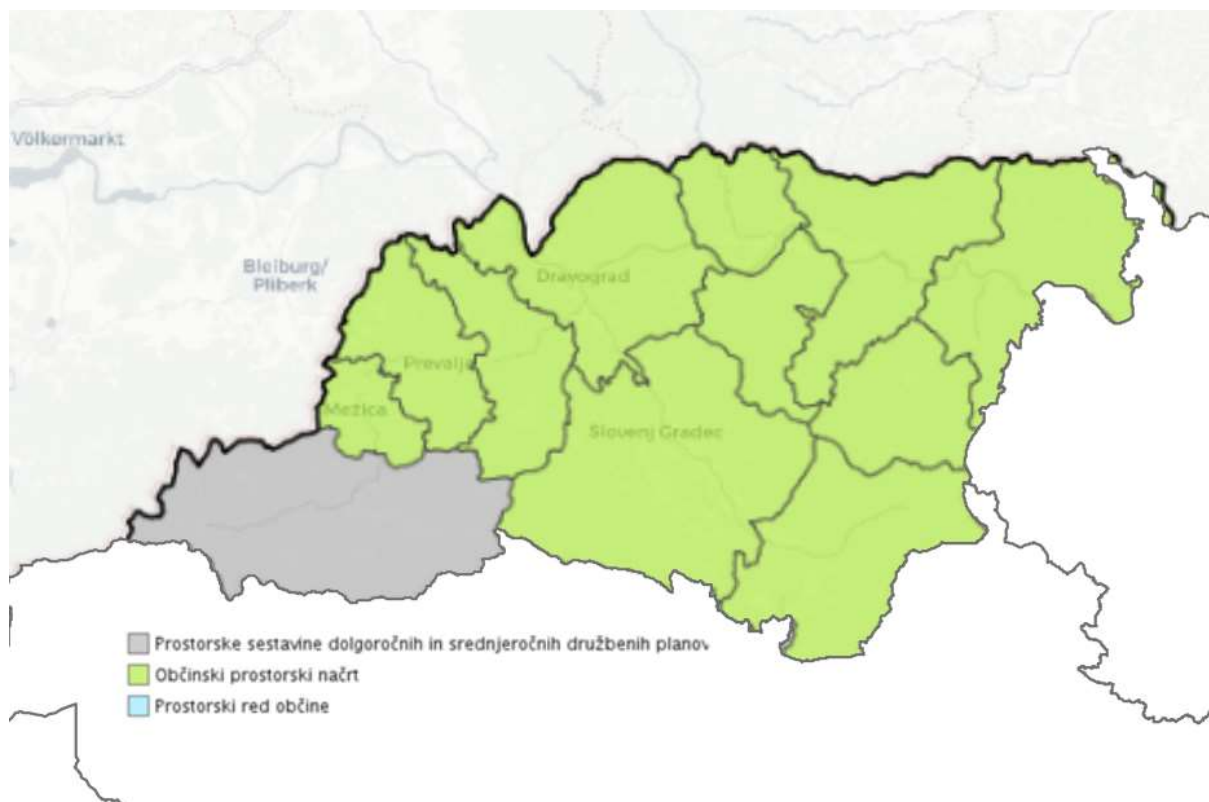 Völkermarkt
Bleiburg/
Pliberk
Dravograd
Prevalje
Mežica
Slovenj Gradec
Prostorske sestavine dolgoročnih in srednjeročnih družbenih planov
Občinski prostorski načrt
Prostorski red občine